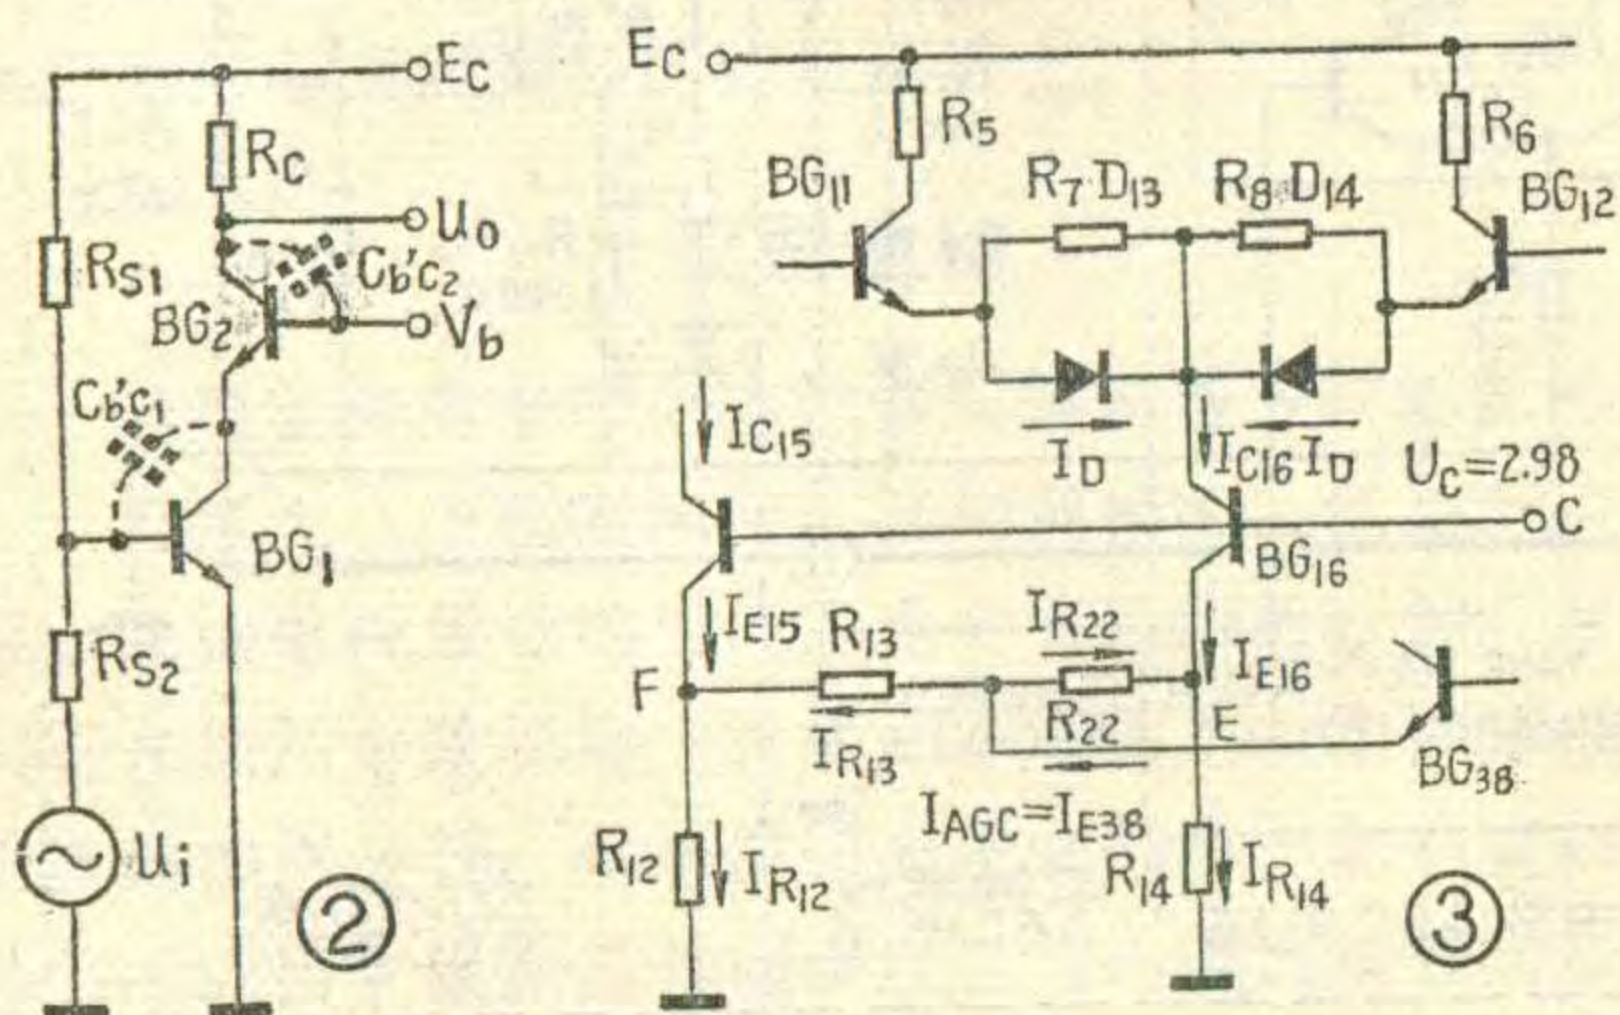 Ec
Rc
Uo
Rs1
Cb'c2
BG2
Vb
Cb'c1
BG1
Rs2
Ui
②
Ec
R5
R6
BG11
R7·D13
R8·D14
BG12
IC15
ID
IC16
ID
Uc=2.98
C
BG16
IE15
R13
IR22
IE16
F
R22
E
IR13
BG38
IAGC=IE38
R12
IR12
R14
IR14
③